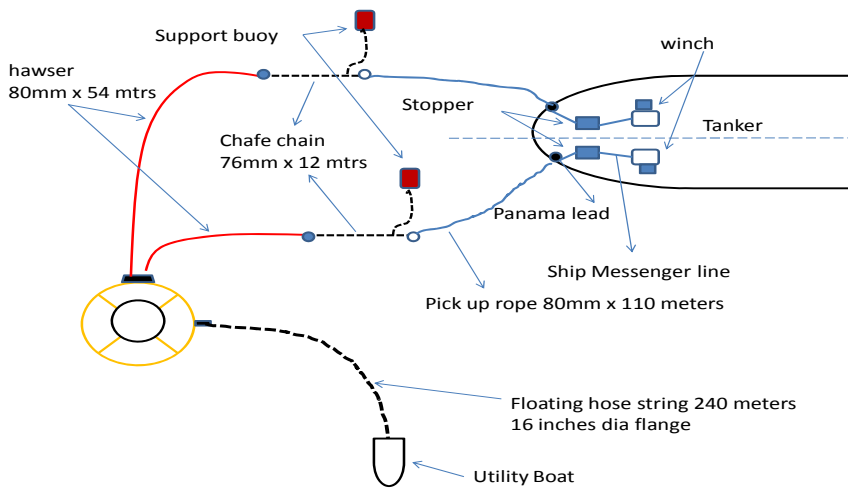 Support buoy
winch
hawser
80mm x 54 mtrs
Stopper
Tanker
Chafe chain
76mm x 12 mtrs
Panama lead
Ship Messenger line
Pick up rope 80mm x 110 meters
Floating hose string 240 meters
16 inches dia flange
Utility Boat